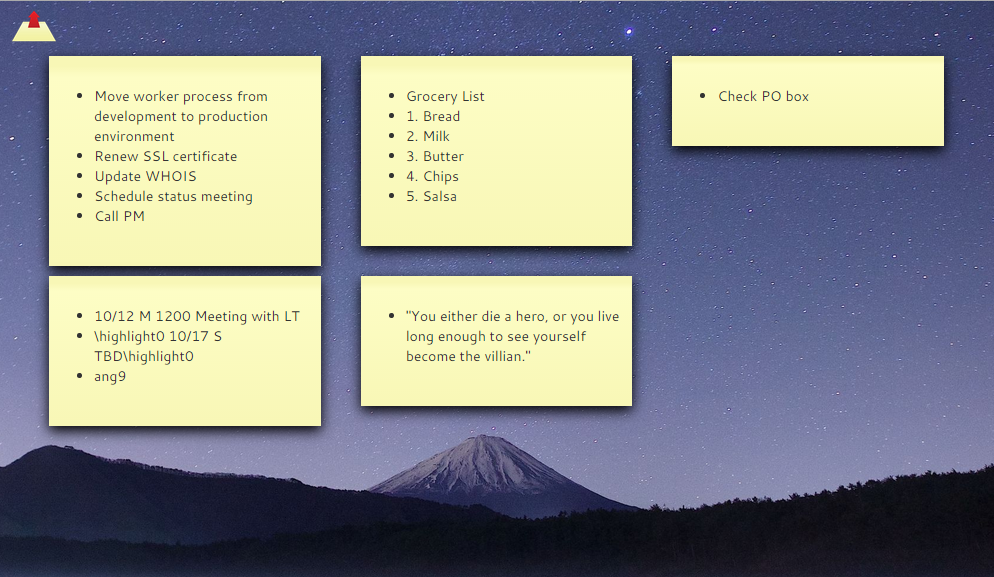 Move worker process from
development to production
environment
Renew SSL certificate
Update WHOIS
Schedule status meeting
Call PM
Grocery List
1. Bread
2. Milk
3. Butter
4. Chips
5. Salsa
Check PO box
10/12 M 1200 Meeting with LT
\highlight0 10/17 S
TBD\highlight0
ang9
"You either die a hero, or you live
long enough to see yourself
become the villian."